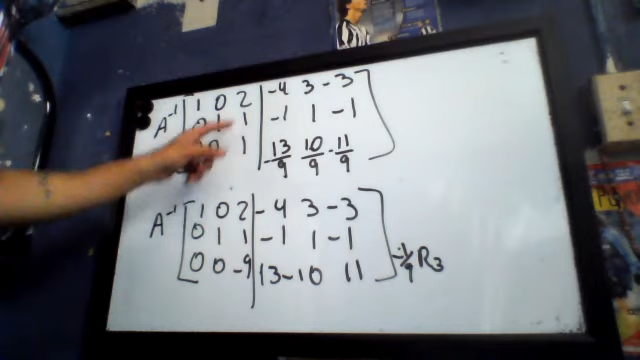 A⁻¹ [ 1 0 2 | -4 3 -3 ]
0 1 1 | -1 1 -1
0 1 | -13/9 10/9 -11/9
A⁻¹ [ 1 0 2 | -4 3 -3 ]
0 1 1 | -1 1 -1
0 0 -9 | 13 -10 11 ] -1/9 R₃